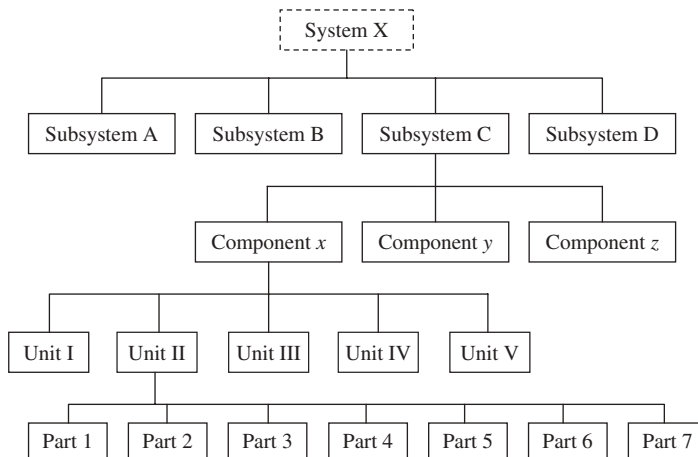 System X
Subsystem A
Subsystem B
Subsystem C
Subsystem D
Component x
Component y
Component z
Unit I
Unit II
Unit III
Unit IV
Unit V
Part 1
Part 2
Part 3
Part 4
Part 5
Part 6
Part 7